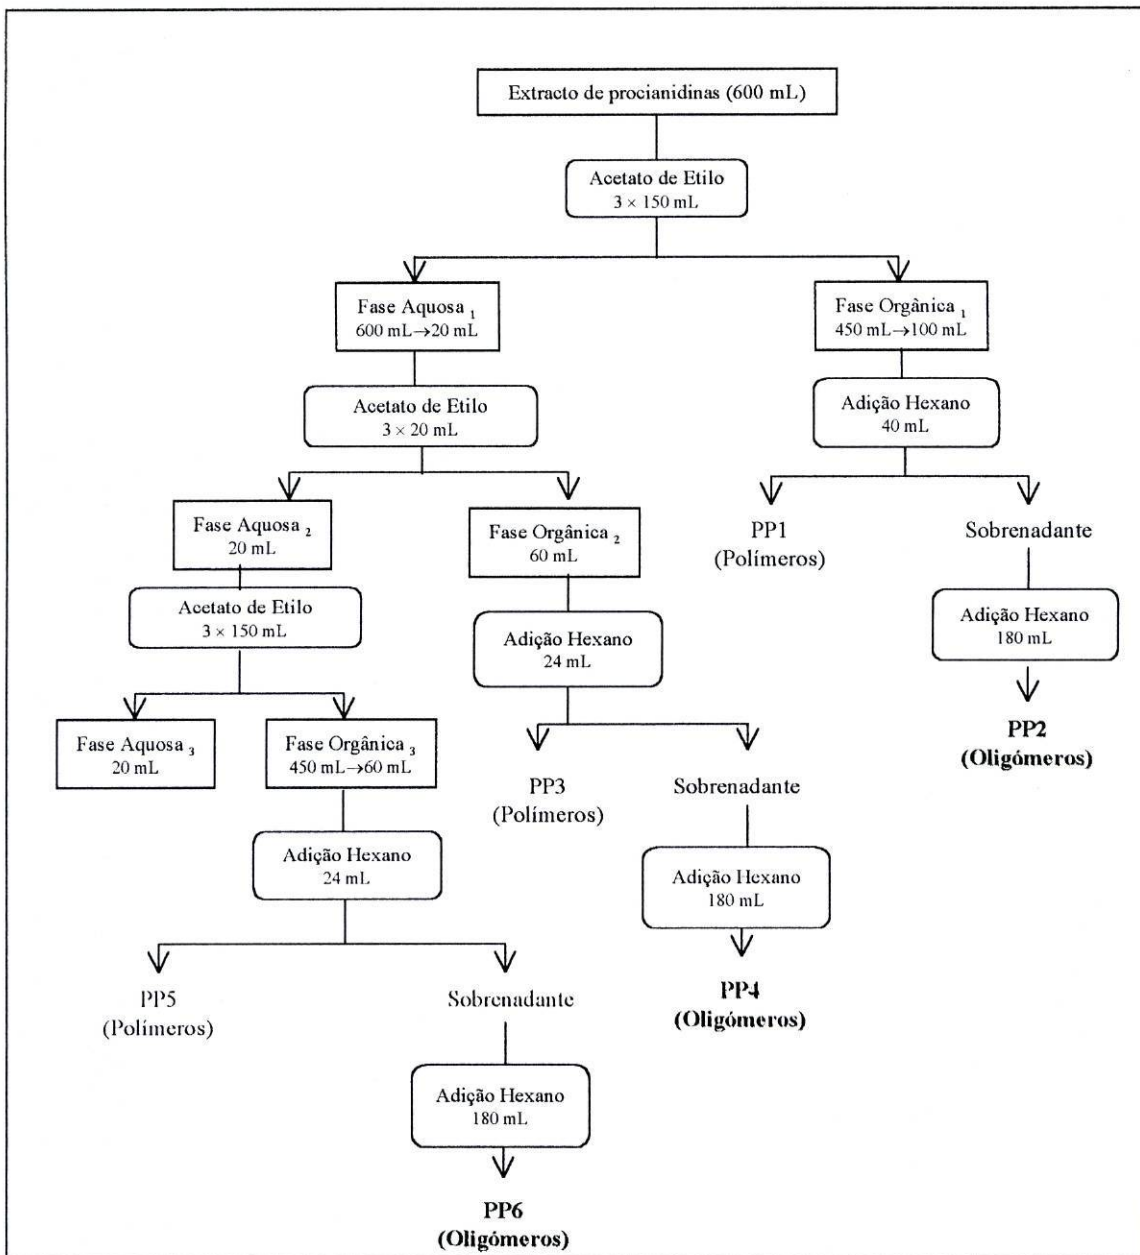 Extracto de procianidinas (600 mL)
Acetato de Etilo
3 × 150 mL
Fase Aquosa 1
600 mL→20 mL
Fase Orgânica 1
450 mL→100 mL
Acetato de Etilo
3 × 20 mL
Adição Hexano
40 mL
Fase Aquosa 2
20 mL
Fase Orgânica 2
60 mL
PP1
(Polímeros)
Sobrenadante
Acetato de Etilo
3 × 150 mL
Adição Hexano
24 mL
Adição Hexano
180 mL
Fase Aquosa 3
20 mL
Fase Orgânica 3
450 mL→60 mL
PP2
(Oligómeros)
PP3
(Polímeros)
Sobrenadante
Adição Hexano
24 mL
Adição Hexano
180 mL
PP5
(Polímeros)
Sobrenadante
PP4
(Oligómeros)
Adição Hexano
180 mL
PP6
(Oligómeros)